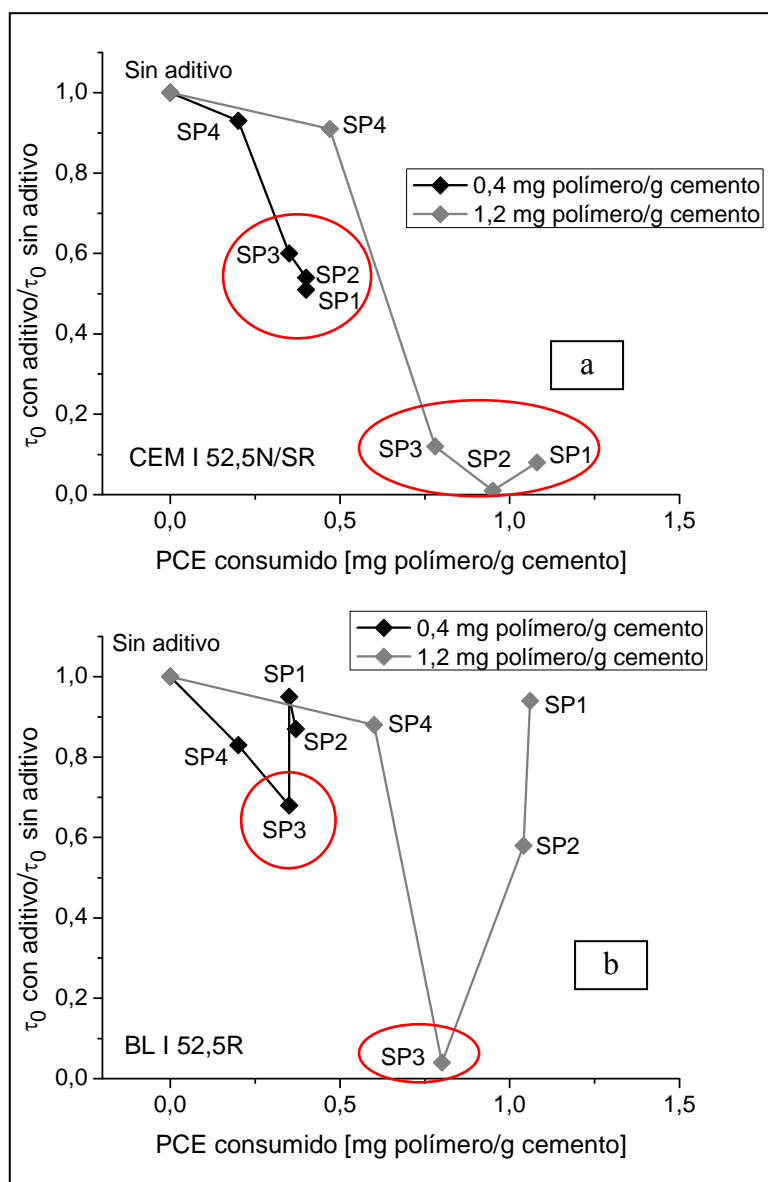 Sin aditivo
1,0
0,8
0,6
0,4
0,2
0,0
τ0 con aditivo/τ0 sin aditivo
SP4
SP4
0,4 mg polímero/g cemento
1,2 mg polímero/g cemento
SP3
SP2
SP1
a
SP3
SP2
SP1
CEM I 52,5N/SR
0,0
0,5
1,0
1,5
PCE consumido [mg polímero/g cemento]
0,4 mg polímero/g cemento
1,2 mg polímero/g cemento
Sin aditivo
1,0
0,8
0,6
0,4
0,2
0,0
τ0 con aditivo/τ0 sin aditivo
SP1
SP1
SP4
SP2
SP4
SP3
SP2
b
SP3
BL I 52,5R
0,0
0,5
1,0
1,5
PCE consumido [mg polímero/g cemento]